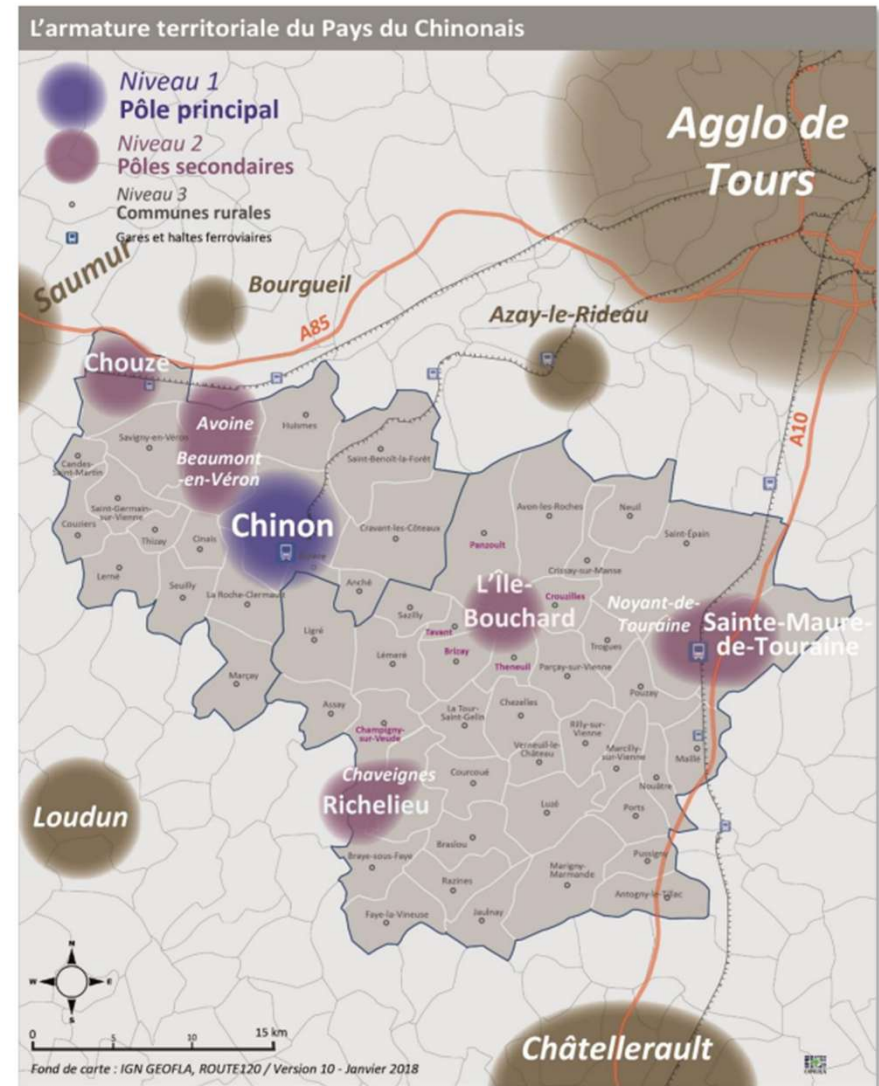 L'armature territoriale du Pays du Chinonais
Niveau 1
Pôle principal
Niveau 2
Pôles secondaires
Niveau 3
Communes rurales
Gares et haltes ferroviaires
Agglo de
Tours
Saumur
Bourgueil
A85
Azay-le-Rideau
A10
Chouze
Avoine
Huismes
Savigny-en-Véron
Beaumont
-en-Véron
Saint-Benoît-la-Forêt
Candes-
Saint-Martin
Saint-Germain-
sur-Vienne
Couziers
Thizay
Cinais
Chinon
Cravant-les-Côteaux
Avon-les-Roches
Neuil
Saint-Épain
Panzoult
Lerné
Seuilly
La Roche-Clermault
Anché
Crissay-sur-Manse
L'Île-
Bouchard
Crouzilles
Noyant-de-
Touraine
Sainte-Maure-
de-Touraine
Sazilly
Tavant
Ligré
Lémeré
Brizay
Theneuil
Parçay-sur-Vienne
Trogues
Pouzay
Marçay
Assay
Champigny-
sur-Veude
La Tour-
Saint-Gelin
Chezelles
Rilly-sur-
Vienne
Verneuil-le-
Château
Marcilly-
sur-Vienne
Maillé
Nouâtre
Chaveignes
Richelieu
Courcoué
Luzé
Ports
Loudun
Braslou
Braye-sous-Faye
Pussigny
Marigny-
Marmande
Razines
Antogny-le-Tillac
Faye-la-Vineuse
Jaulnay
N
W
E
S
0
5
10
15 km
Châtellerault
Fond de carte : IGN GEOFLA, ROUTE120 / Version 10 - Janvier 2018